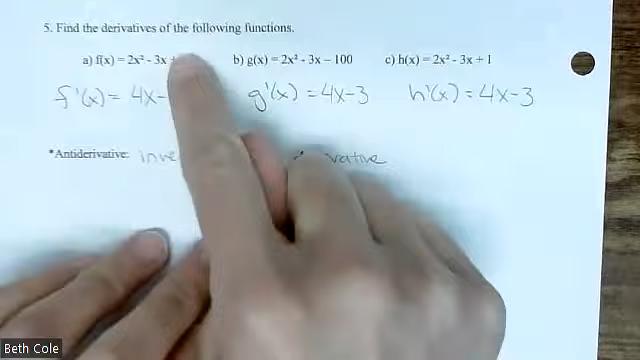 5. Find the derivatives of the following functions.
a) f(x) = 2x² - 3x + b) g(x) = 2x² - 3x – 100 c) h(x) = 2x² - 3x + 1
f'(x) = 4x- g'(x) = 4x-3 h'(x) = 4x-3
*Antiderivative:
Beth Cole